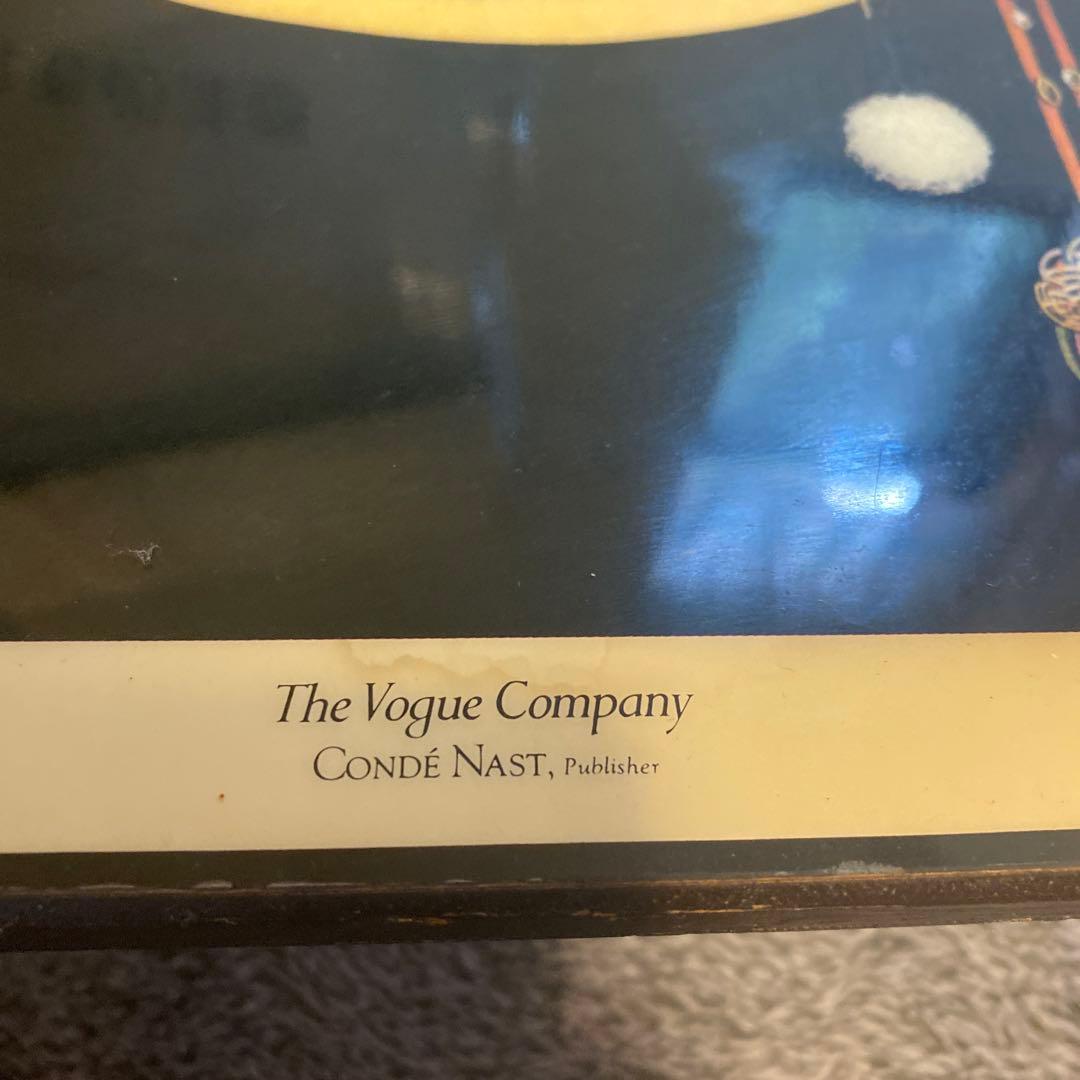 The Vogue Company
CONDÉ NAST, Publisher